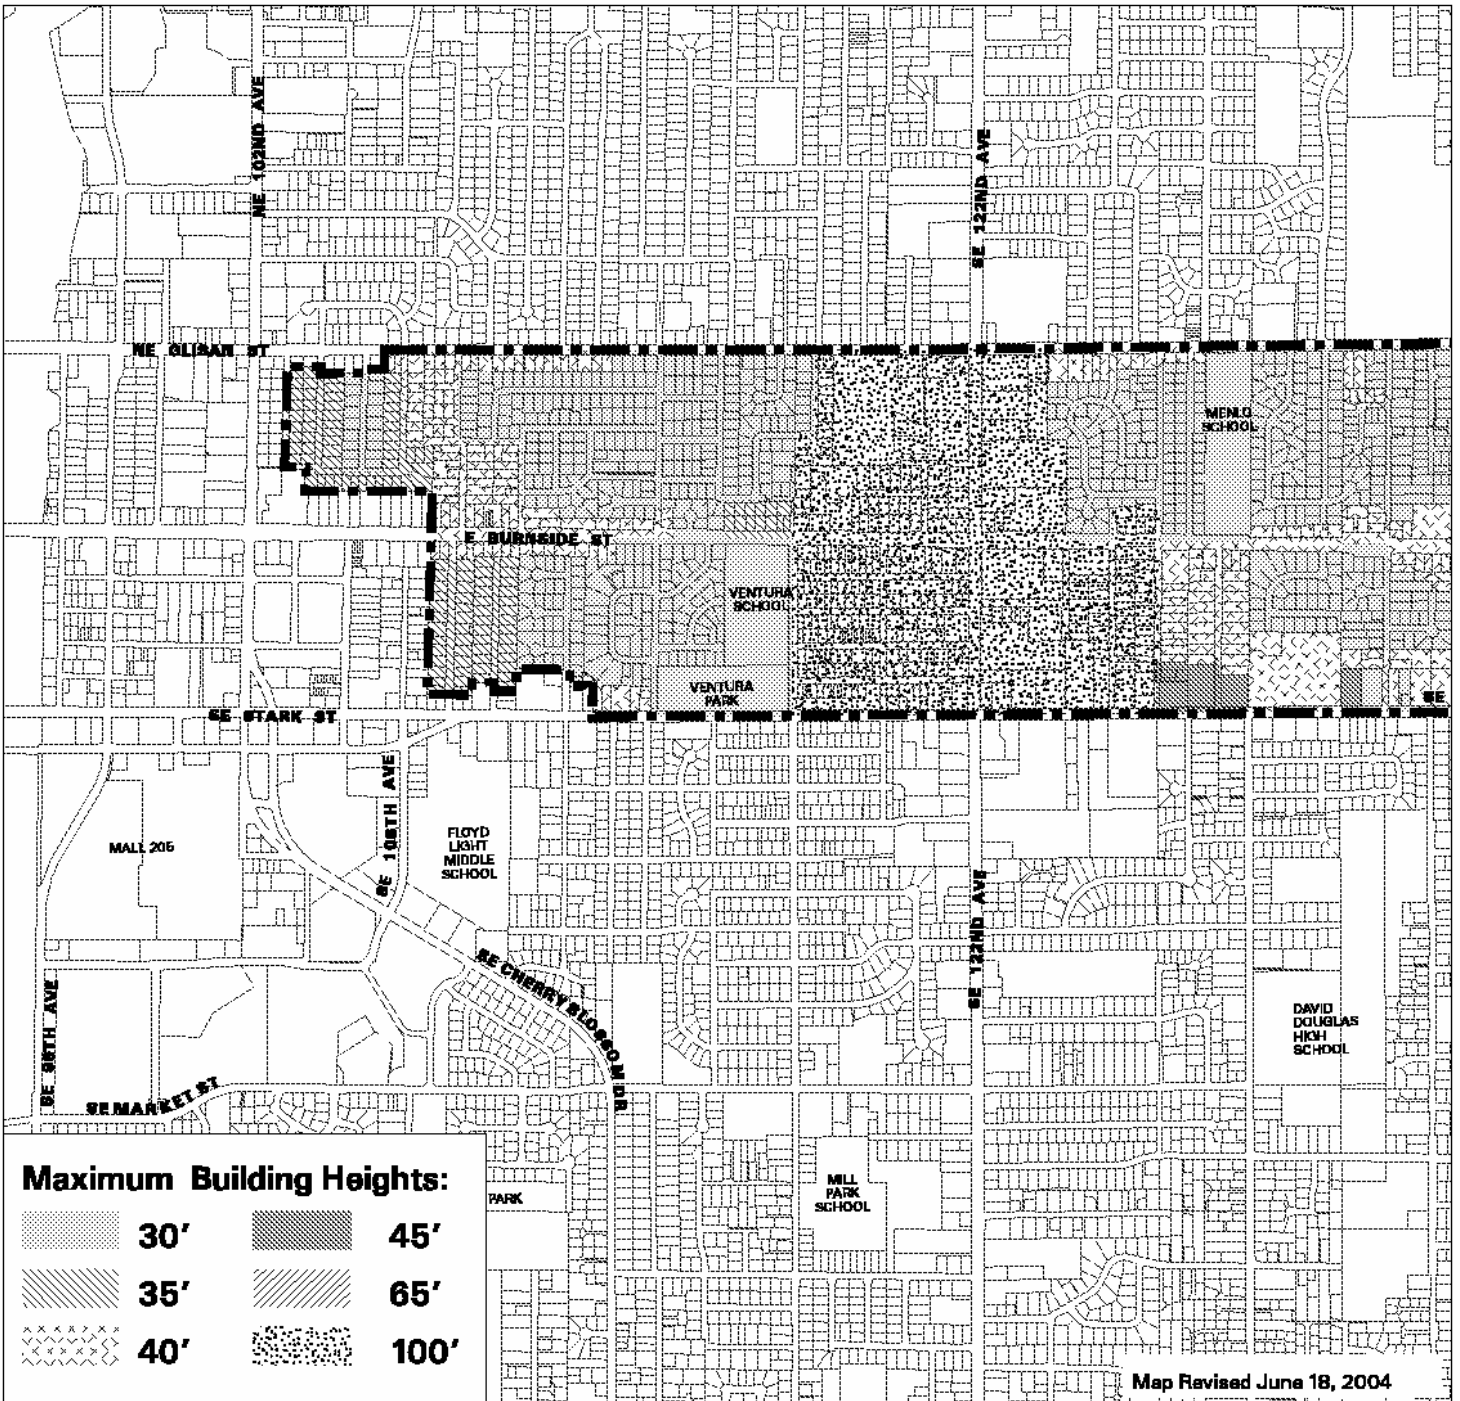 NE 102ND AVE
SE 122ND AVE
NE GLISAN ST
MENLO
SCHOOL
E BURNSIDE ST
VENTURA
SCHOOL
VENTURA
PARK
SE
SE STARK ST
SE 106TH AVE
MALL 205
FLOYD
LIGHT
MIDDLE
SCHOOL
SE 122ND AVE
SE CHERRY BLOSSOM DR
SE 96TH AVE
DAVID
DOUGLAS
HIGH
SCHOOL
SE MARKET ST
Maximum Building Heights:
30' 45'
35' 65'
40' 100'
PARK
MILL
PARK
SCHOOL
Map Revised June 18, 2004